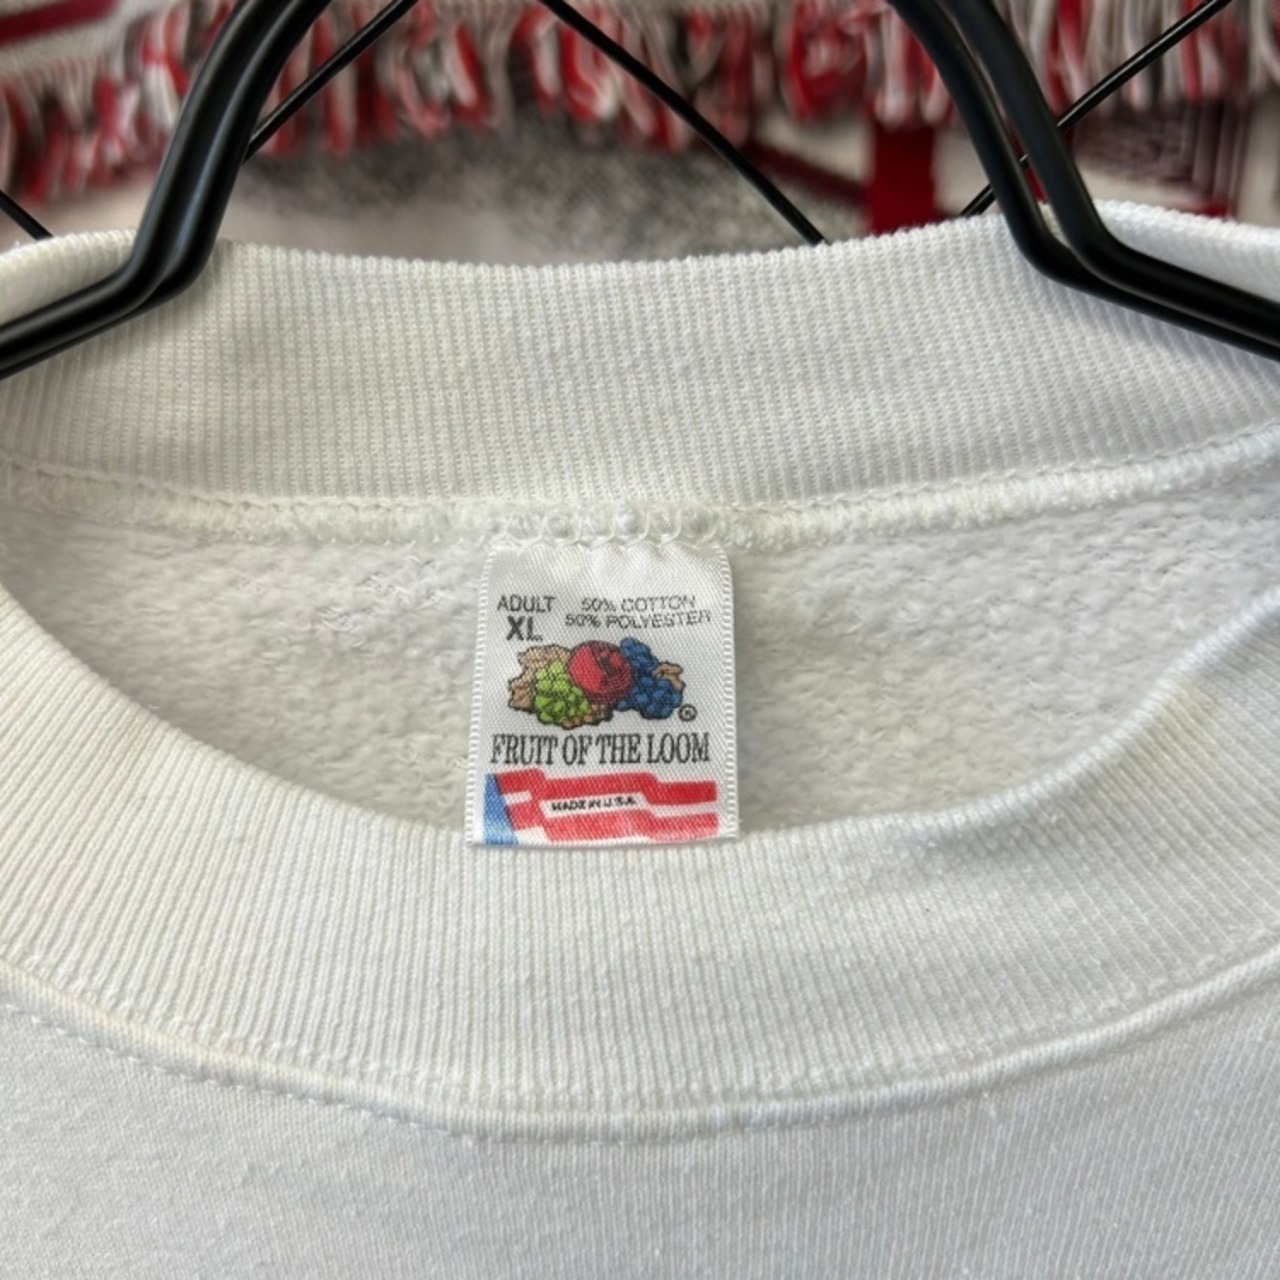 ADULT 50% COTTON
XL 50% POLYESTER
®
FRUIT OF THE LOOM
MADE IN U.S.A.